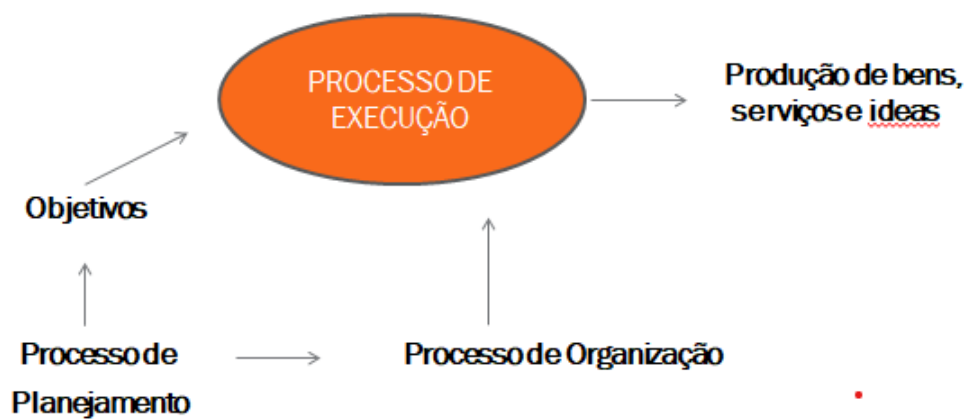 PROCESSO DE
EXECUÇÃO
Produção de bens,
serviços e ideas
Objetivos
Processo de
Planejamento
Processo de Organização